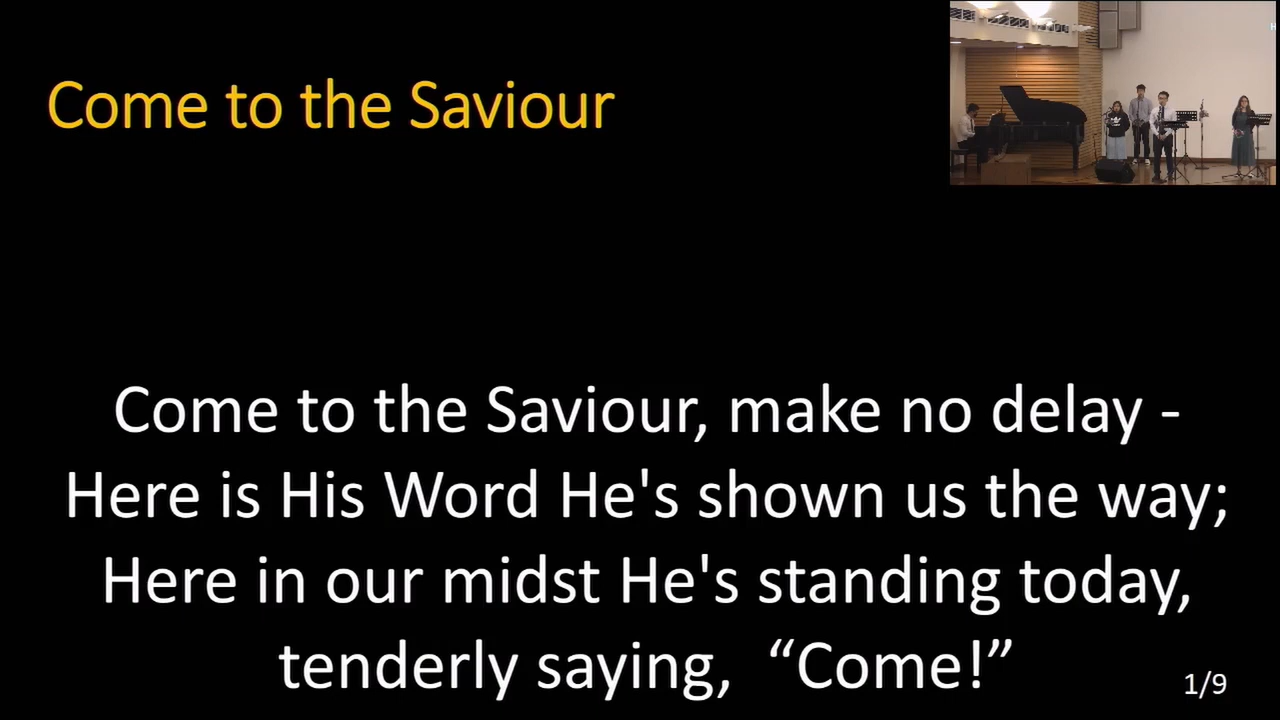 Come to the Saviour
Come to the Saviour, make no delay -
Here is His Word He's shown us the way;
Here in our midst He's standing today,
tenderly saying,  “Come!”
1/9